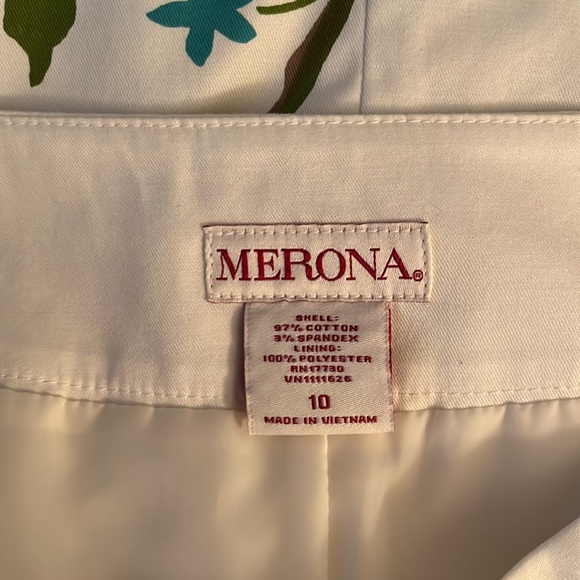 MERONA®
SHELL:
97% COTTON
3% SPANDEX
LINING:
100% POLYESTER
RN17730
VN1111626
10
MADE IN VIETNAM